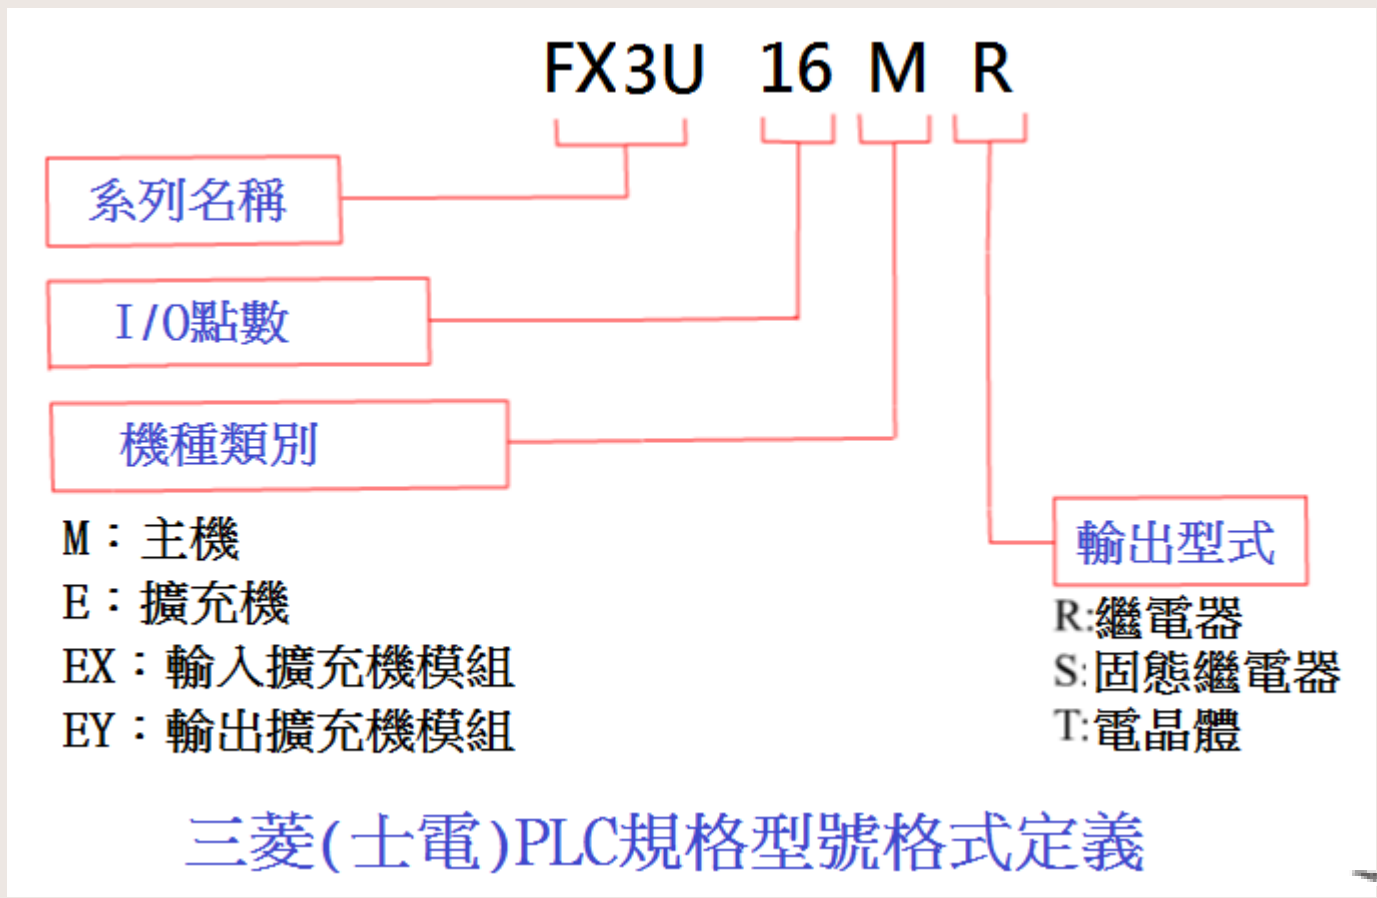 FX3U 16 M R
系列名稱
I/O點數
機種類別
M：主機
E：擴充機
EX：輸入擴充機模組
EY：輸出擴充機模組
輸出型式
R:繼電器
S:固態繼電器
T:電晶體
三菱(士電)PLC規格型號格式定義